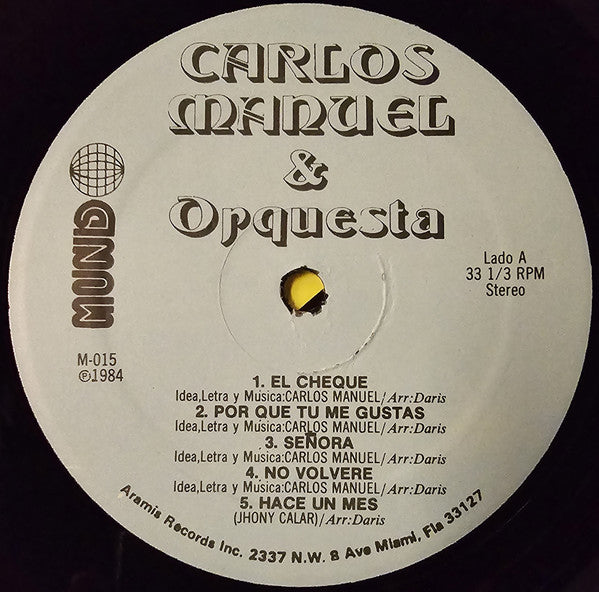 CARLOS
MANUEL
&
Orquesta
MUNDO
Lado A
33 1/3 RPM
Stereo
M-015
℗1984
1. EL CHEQUE
Idea,Letra y Musica:CARLOS MANUEL/Arr:Daris
2. POR QUE TU ME GUSTAS
Idea,Letra y Musica:CARLOS MANUEL/Arr:Daris
3. SEÑORA
Idea,Letra y Musica:CARLOS MANUEL/Arr:Daris
4. NO VOLVERE
Idea,Letra y Musica:CARLOS MANUEL/Arr:Daris
5. HACE UN MES
(JHONY CALAR)/Arr:Daris
Aramis Records Inc. 2337 N.W. 8 Ave Miami, Fla 33127